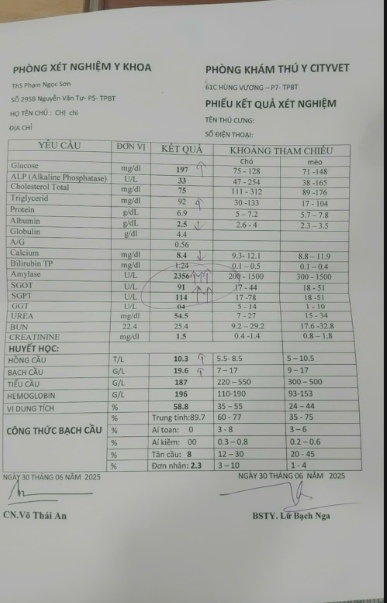 PHÒNG XÉT NGHIỆM Y KHOA
ThS Phạm Ngọc Sơn
SỐ 295B Nguyễn Văn Tư- P5- TPBT
HỌ TÊN CHỦ : Chị chi
ĐỊA CHỈ
PHÒNG KHÁM THÚ Y CITYVET
61C HÙNG VƯƠNG – P7- TPBT
PHIẾU KẾT QUẢ XÉT NGHIỆM
TÊN THÚ CƯNG:
SỐ ĐIỆN THOẠI:
YÊU CẦU ĐƠN VỊ KẾT QUẢ KHOẢNG THAM CHIẾU
Chó mèo
Glucose mg/dl 197 ↑ 75 - 128 71 -148
ALP (Alkaline Phosphatase) U/L 33 47 - 254 38 -165
Cholesterol Total mg/dl 75 111 - 312 89 -176
Triglycerid mg/dl 92 ↑ 30 -133 17 - 104
Protein g/dL 6.9 5 – 7.2 5.7 – 7.8
Albumin g/dL 2.5 ↓ 2.6 - 4 2.3 – 3.5
Globulin g/dl 4.4
A/G 0.56
Calcium mg/dl 8.4 ↓ 9.3- 12.1 8.8 – 11.9
Bilirubin TP mg/dl 1.24 0.1 – 0.5 0.1 – 0.4
Amylase U/L 2356 ↑↑ 200 - 1500 300 -1500
SGOT U/L 91 17 - 44 18 - 51
SGPT U/L 114 ↑↑ 17 -78 18 -51
GGT U/L 04 5 - 14 1 - 10
UREA mg/dl 54.5 7 - 27 15 – 34
BUN 22.4 25.4 9.2 – 29.2 17.6 -32.8
CREATININE mg/dl 1.5 0.4 -1.4 0.8 – 1.8
HUYẾT HỌC:
HỒNG CẦU T/L 10.3 ↑ 5.5- 8.5 5 – 10.5
BẠCH CẦU G/L 19.6 ↑ 7 – 17 9 – 17
TIỂU CẦU G/L 187 220 – 550 300 – 500
HEMOGLOBIN G/L 196 110-190 93-153
VI DUNG TÍCH % 58.8 35 – 55 24 – 44
CÔNG THỨC BẠCH CẦU
% Trung tính:89.7 60 - 77 35 - 75
% Ái toan: 0 3 - 8 3 – 6
% Ái kiềm: 00 0.3 – 0.8 0.2 – 0.6
% Tân cầu: 8 12 – 30 20 - 45
% Đơn nhân: 2.3 3 – 10 1 - 4
NGÀY 30 THÁNG 06 NĂM 2025
NGÀY 30 THÁNG 06 NĂM 2025
CN.Võ Thái An
BSTY. Lữ Bạch Nga